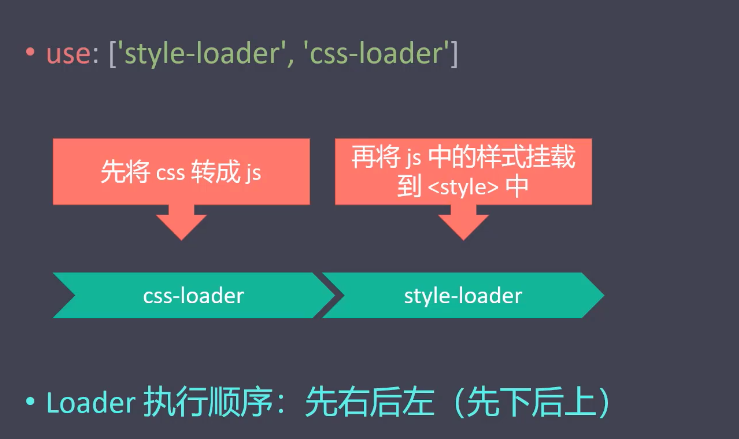 • use: ['style-loader', 'css-loader']
先将 css 转成 js
再将 js 中的样式挂载
到 <style> 中
css-loader
style-loader
• Loader 执行顺序：先右后左（先下后上）